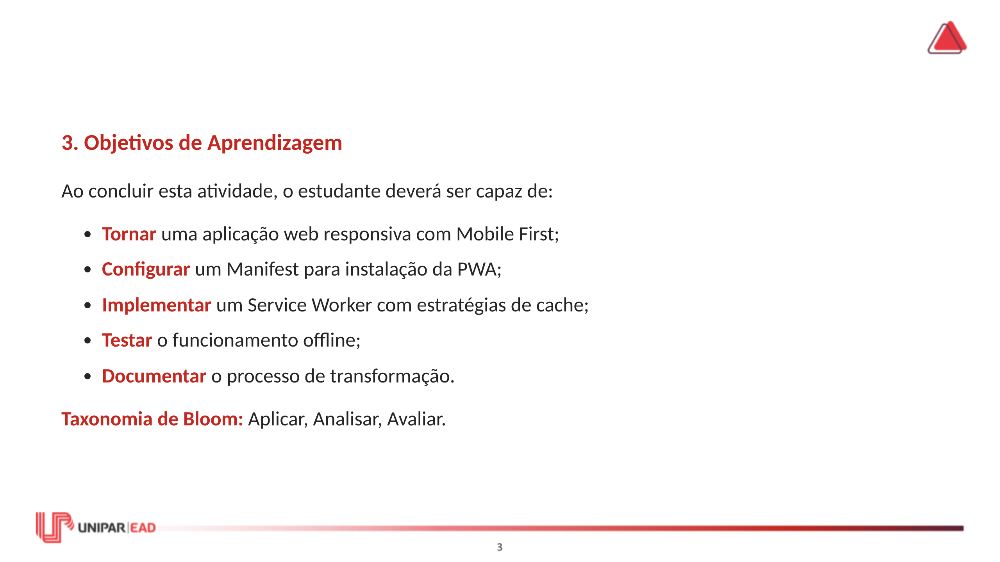 3. Objetivos de Aprendizagem
Ao concluir esta atividade, o estudante deverá ser capaz de:
• Tornar uma aplicação web responsiva com Mobile First;
• Configurar um Manifest para instalação da PWA;
• Implementar um Service Worker com estratégias de cache;
• Testar o funcionamento offline;
• Documentar o processo de transformação.
Taxonomia de Bloom: Aplicar, Analisar, Avaliar.
UNIPAR|EAD
3